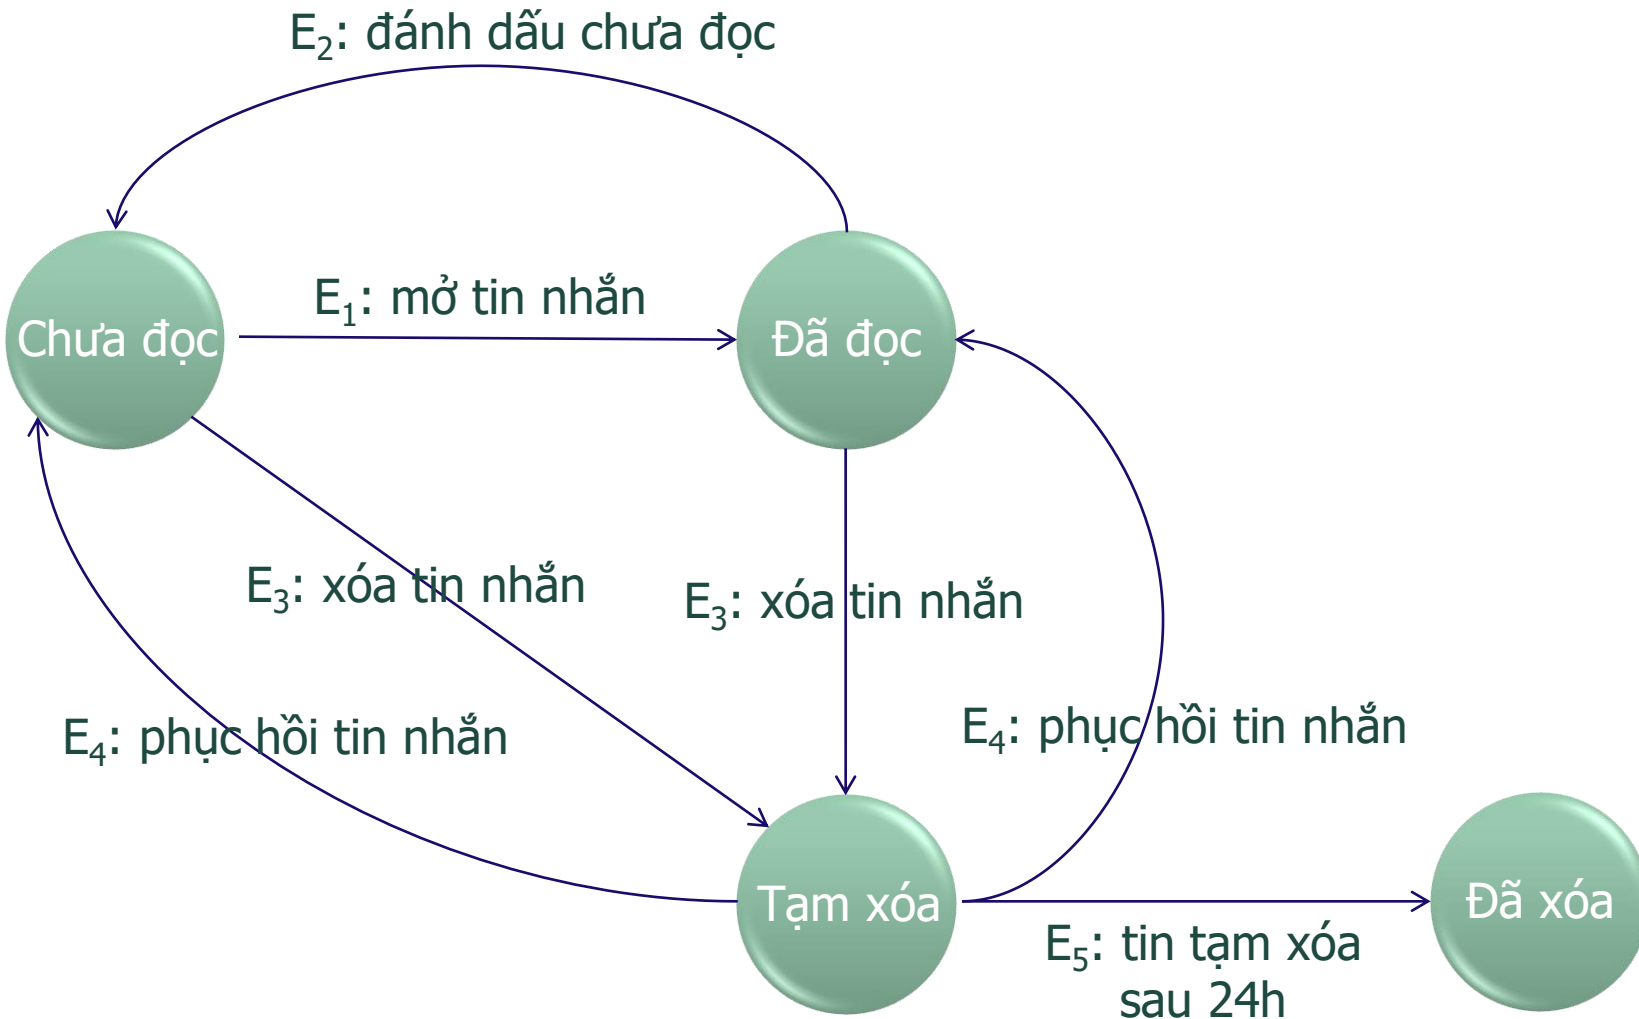 E₂: đánh dấu chưa đọc
E₁: mở tin nhắn
Chưa đọc
Đã đọc
E₃: xóa tin nhắn
E₃: xóa tin nhắn
E₄: phục hồi tin nhắn
E₄: phục hồi tin nhắn
Tạm xóa
Đã xóa
E₅: tin tạm xóa
sau 24h